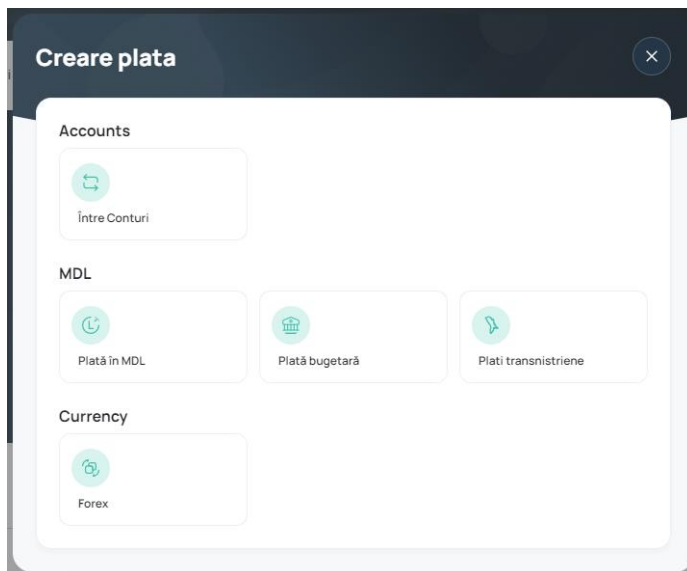 Creare plata
Accounts
Între Conturi
MDL
Plată în MDL
Plată bugetară
Plati transnistriene
Currency
Forex